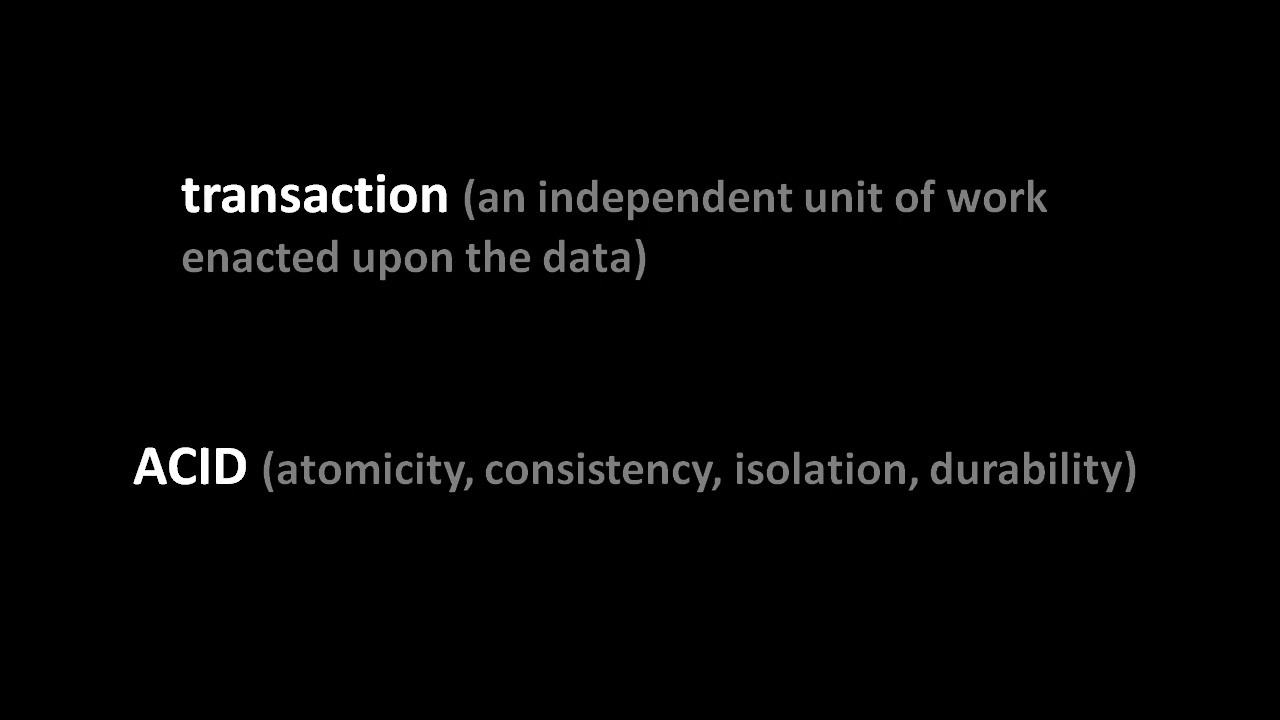 transaction (an independent unit of work
enacted upon the data)
ACID (atomicity, consistency, isolation, durability)